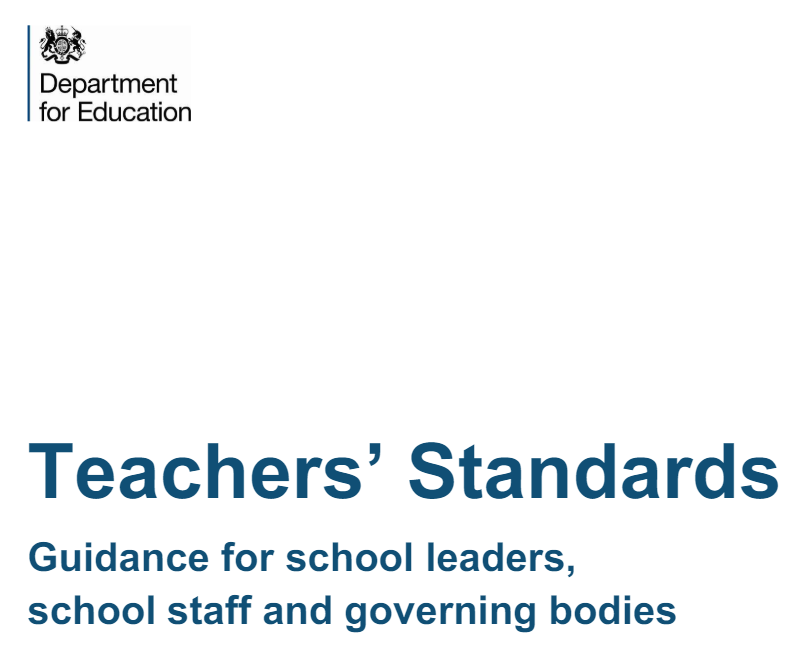 Department
for Education
Teachers’ Standards
Guidance for school leaders,
school staff and governing bodies